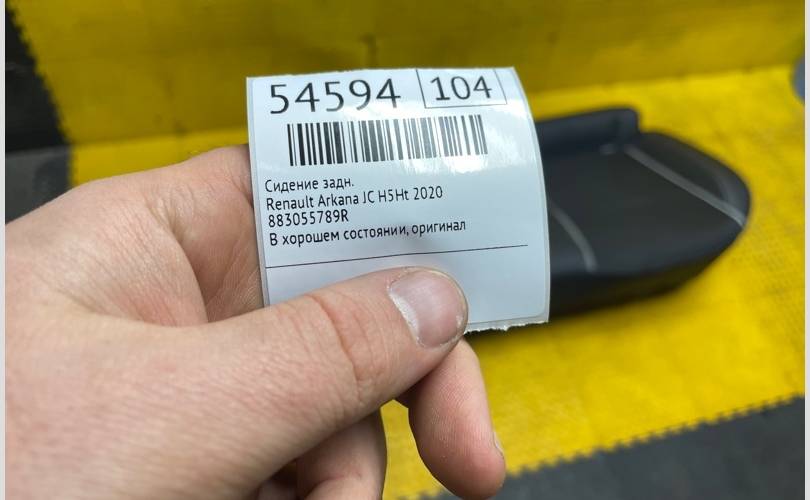 54594 104
Сидение задн.
Renault Arkana JC H5Ht 2020
883055789R
В хорошем состоянии, оригинал